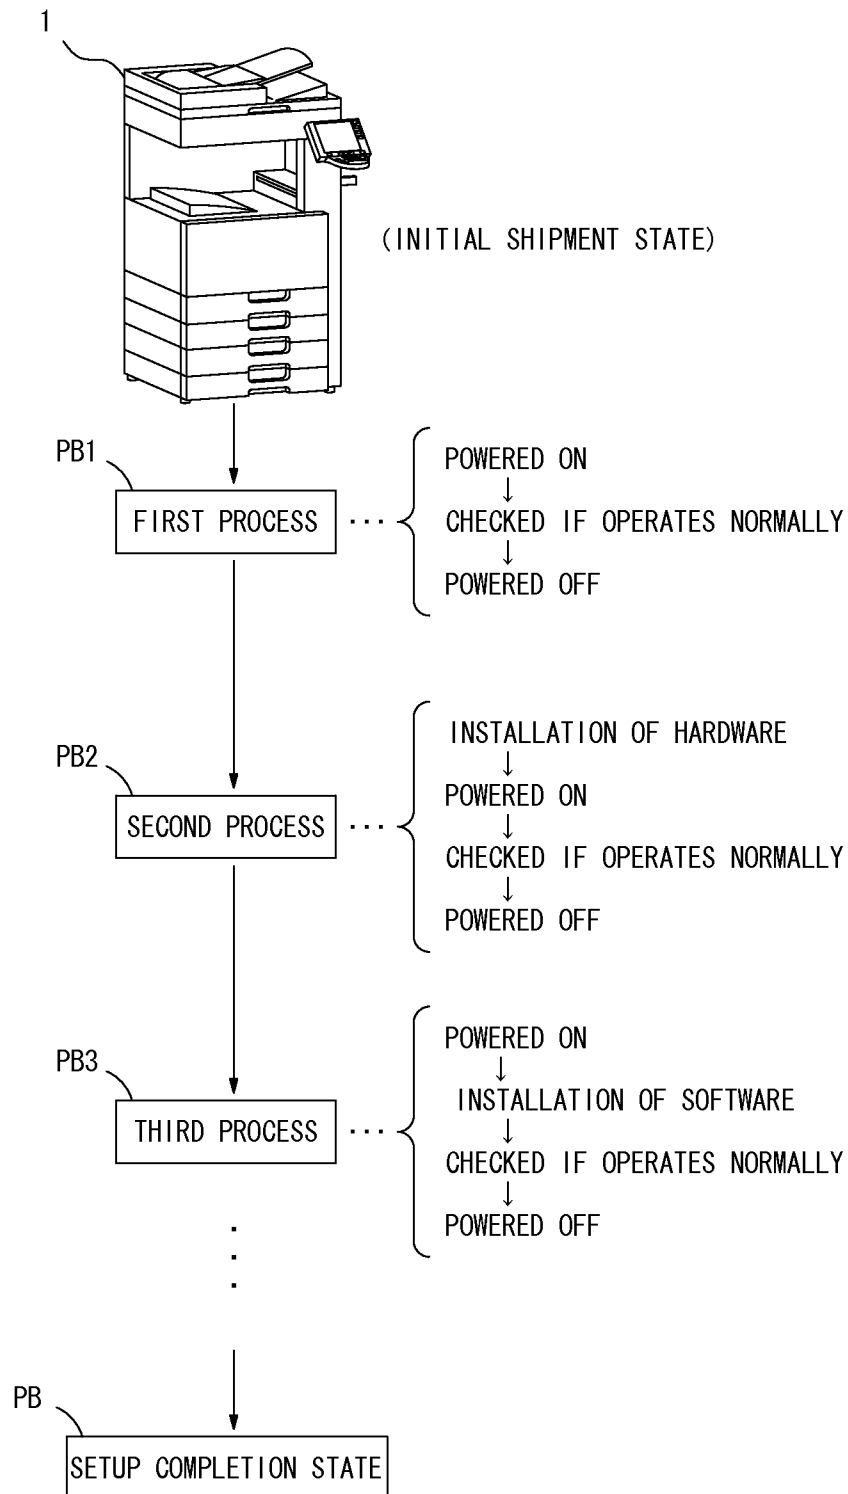 1
(INITIAL SHIPMENT STATE)
PB1
FIRST PROCESS
...
POWERED ON
↓
CHECKED IF OPERATES NORMALLY
↓
POWERED OFF
PB2
SECOND PROCESS
...
INSTALLATION OF HARDWARE
↓
POWERED ON
↓
CHECKED IF OPERATES NORMALLY
↓
POWERED OFF
PB3
THIRD PROCESS
...
POWERED ON
↓
INSTALLATION OF SOFTWARE
↓
CHECKED IF OPERATES NORMALLY
↓
POWERED OFF
PB
SETUP COMPLETION STATE